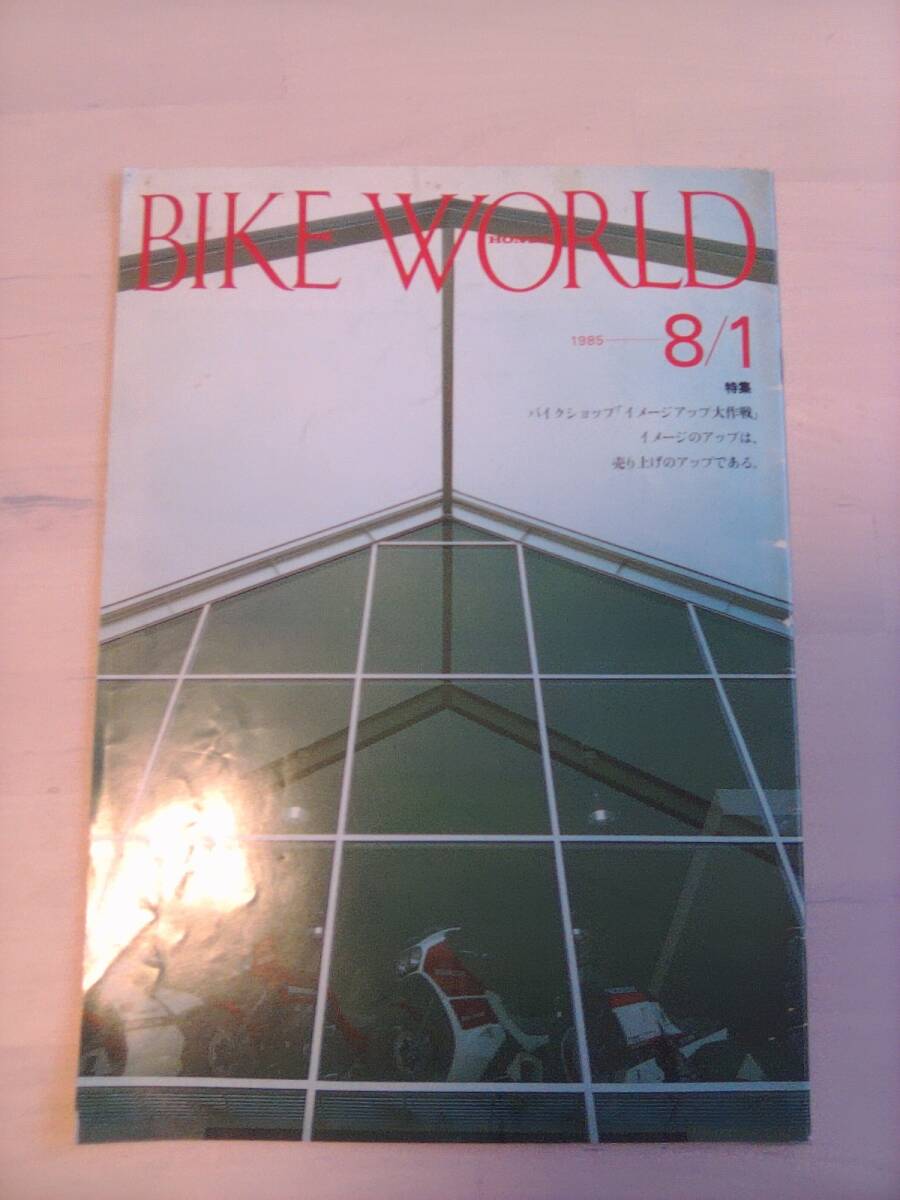 BIKE WORLD
HONDA
1985 8/1
特集
バイクショップ「イメージアップ大作戦」
イメージのアップは、
売り上げのアップである。